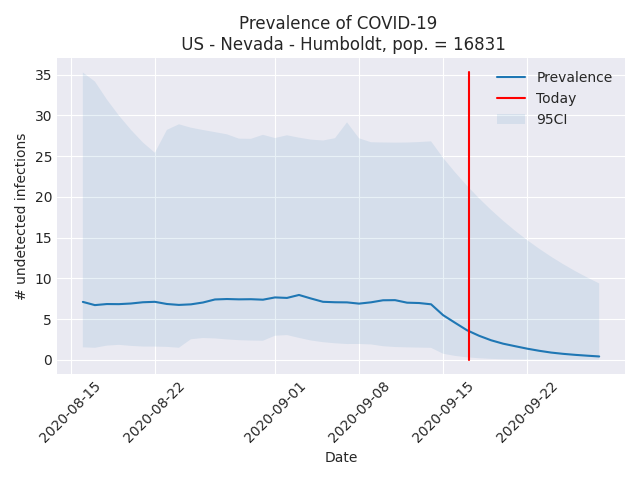 Prevalence of COVID-19
US - Nevada - Humboldt, pop. = 16831
35
30
25
20
15
10
5
0
# undetected infections
Prevalence
Today
95CI
2020-08-15
2020-08-22
2020-09-01
2020-09-08
2020-09-15
2020-09-22
Date